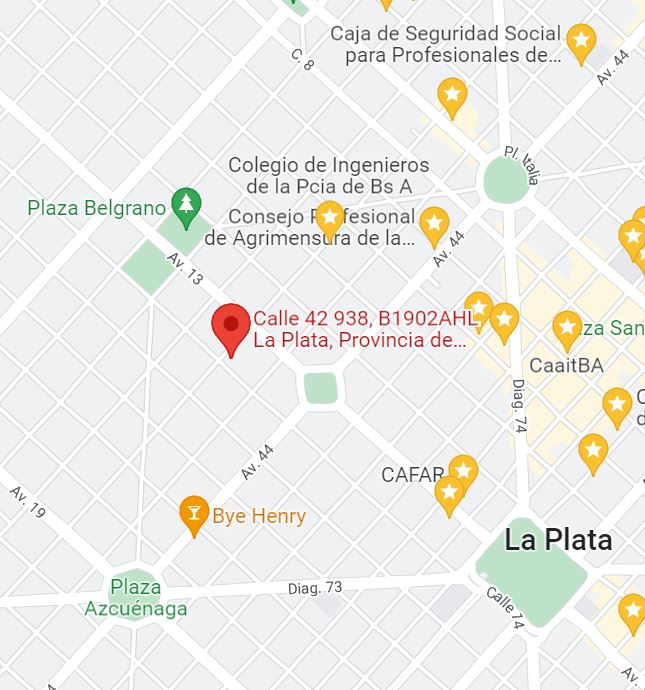 Caja de Seguridad Social
para Profesionales de...
C. 8
Av. 44
Pl. Italia
Colegio de Ingenieros
de la Pcia de Bs A
Plaza Belgrano
Consejo Profesional
de Agrimensura de la...
Av. 44
Av. 13
Calle 42 938, B1902AHL,
La Plata, Provincia de...
aza San
CaaitBA
Diag. 74
C
d
Av. 44
CAFAR
Av. 19
Bye Henry
La Plata
Plaza
Azcuénaga
Diag. 73
Calle 14
Av. 13